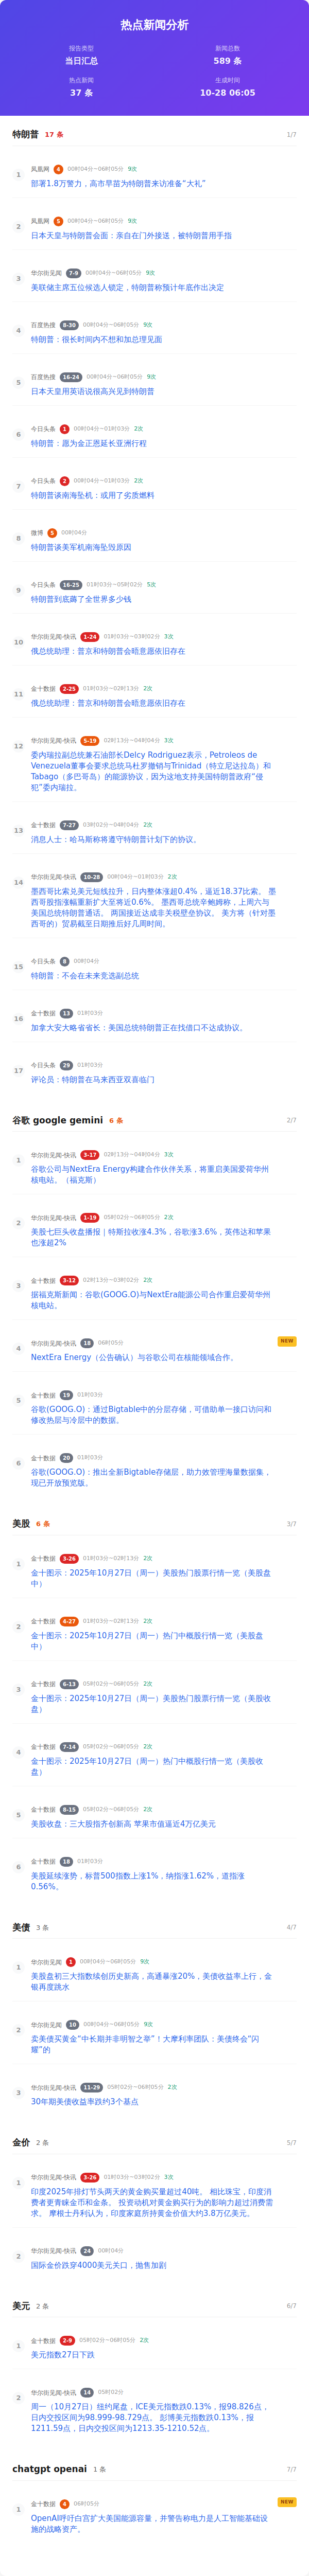 热点新闻分析
报告类型
当日汇总
新闻总数
589 条
热点新闻
37 条
生成时间
10-28 06:05
特朗普 17 条 1/7
1
凤凰网 4 00时04分~06时05分 9次
部署1.8万警力，高市早苗为特朗普来访准备“大礼”
2
凤凰网 5 00时04分~06时05分 9次
日本天皇与特朗普会面：亲自在门外接送，被特朗普用手指
3
华尔街见闻 7-9 00时04分~06时05分 9次
美联储主席五位候选人锁定，特朗普称预计年底作出决定
4
百度热搜 8-30 00时04分~06时05分 9次
特朗普：很长时间内不想和加总理见面
5
百度热搜 16-24 00时04分~06时05分 9次
日本天皇用英语说很高兴见到特朗普
6
今日头条 1 00时04分~01时03分 2次
特朗普：愿为金正恩延长亚洲行程
7
今日头条 2 00时04分~01时03分 2次
特朗普谈南海坠机：或用了劣质燃料
8
微博 5 00时04分
特朗普谈美军机南海坠毁原因
9
今日头条 16-25 01时03分~05时02分 5次
特朗普到底薅了全世界多少钱
10
华尔街见闻-快讯 1-24 01时03分~03时02分 3次
俄总统助理：普京和特朗普会晤意愿依旧存在
11
金十数据 2-25 01时03分~02时13分 2次
俄总统助理：普京和特朗普会晤意愿依旧存在
12
华尔街见闻-快讯 5-19 02时13分~04时04分 3次
委内瑞拉副总统兼石油部长Delcy Rodriguez表示，Petroleos de
Venezuela董事会要求总统马杜罗撤销与Trinidad（特立尼达拉岛）和
Tabago（多巴哥岛）的能源协议，因为这地支持美国特朗普政府“侵
犯”委内瑞拉。
13
金十数据 7-27 03时02分~04时04分 2次
消息人士：哈马斯称将遵守特朗普计划下的协议。
14
华尔街见闻-快讯 10-28 00时04分~01时03分 2次
墨西哥比索兑美元短线拉升，日内整体涨超0.4%，逼近18.37比索。 墨
西哥股指涨幅重新扩大至将近0.6%。 墨西哥总统辛鲍姆称，上周六与
美国总统特朗普通话。 两国接近达成非关税壁垒协议。 美方将（针对墨
西哥的）贸易截至日期推后好几周时间。
15
今日头条 8 00时04分
特朗普：不会在未来竞选副总统
16
金十数据 13 01时03分
加拿大安大略省省长：美国总统特朗普正在找借口不达成协议。
17
今日头条 29 01时03分
评论员：特朗普在马来西亚双喜临门
谷歌 google gemini 6 条 2/7
1
华尔街见闻-快讯 3-17 02时13分~04时04分 3次
谷歌公司与NextEra Energy构建合作伙伴关系，将重启美国爱荷华州
核电站。（福克斯）
2
华尔街见闻-快讯 1-19 05时02分~06时05分 2次
美股七巨头收盘播报｜特斯拉收涨4.3%，谷歌涨3.6%，英伟达和苹果
也涨超2%
3
金十数据 3-12 02时13分~03时02分 2次
据福克斯新闻：谷歌(GOOG.O)与NextEra能源公司合作重启爱荷华州
核电站。
4
华尔街见闻-快讯 18 06时05分 NEW
NextEra Energy（公告确认）与谷歌公司在核能领域合作。
5
金十数据 19 01时03分
谷歌(GOOG.O)：通过Bigtable中的分层存储，可借助单一接口访问和
修改热层与冷层中的数据。
6
金十数据 20 01时03分
谷歌(GOOG.O)：推出全新Bigtable存储层，助力效管理海量数据集，
现已开放预览版。
美股 6 条 3/7
1
金十数据 3-26 01时03分~02时13分 2次
金十图示：2025年10月27日（周一）美股热门股票行情一览（美股盘
中）
2
金十数据 4-27 01时03分~02时13分 2次
金十图示：2025年10月27日（周一）热门中概股行情一览（美股盘
中）
3
金十数据 6-13 05时02分~06时05分 2次
金十图示：2025年10月27日（周一）美股热门股票行情一览（美股收
盘）
4
金十数据 7-14 05时02分~06时05分 2次
金十图示：2025年10月27日（周一）热门中概股行情一览（美股收
盘）
5
金十数据 8-15 05时02分~06时05分 2次
美股收盘：三大股指齐创新高 苹果市值逼近4万亿美元
6
金十数据 18 01时03分
美股延续涨势，标普500指数上涨1%，纳指涨1.62%，道指涨
0.56%。
美债 3 条 4/7
1
华尔街见闻 1 00时04分~06时05分 9次
美股盘初三大指数续创历史新高，高通暴涨20%，美债收益率上行，金
银再度跳水
2
华尔街见闻 10 00时04分~06时05分 9次
卖美债买黄金“中长期并非明智之举”！大摩利率团队：美债终会“闪
耀”的
3
华尔街见闻-快讯 11-29 05时02分~06时05分 2次
30年期美债收益率跌约3个基点
金价 2 条 5/7
1
华尔街见闻-快讯 3-26 01时03分~03时02分 3次
印度2025年排灯节头两天的黄金购买量超过40吨。 相比珠宝，印度消
费者更青睐金币和金条。 投资动机对黄金购买行为的影响力超过消费需
求。 摩根士丹利认为，印度家庭所持黄金价值大约3.8万亿美元。
2
华尔街见闻-快讯 24 00时04分
国际金价跌穿4000美元关口，抛售加剧
美元 2 条 6/7
1
金十数据 2-9 05时02分~06时05分 2次
美元指数27日下跌
2
华尔街见闻-快讯 14 05时02分
周一（10月27日）纽约尾盘，ICE美元指数跌0.13%，报98.826点，
日内交投区间为98.999-98.729点。 彭博美元指数跌0.13%，报
1211.59点，日内交投区间为1213.35-1210.52点。
chatgpt openai 1 条 7/7
1
金十数据 4 06时05分 NEW
OpenAI呼吁白宫扩大美国能源容量，并警告称电力是人工智能基础设
施的战略资产。